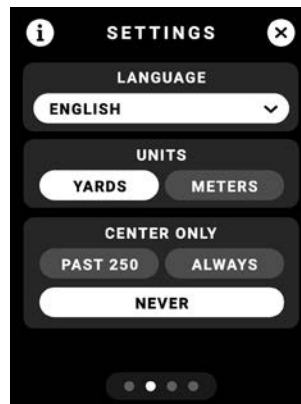 i SETTINGS ×
LANGUAGE
ENGLISH
UNITS
YARDS METERS
CENTER ONLY
PAST 250 ALWAYS
NEVER